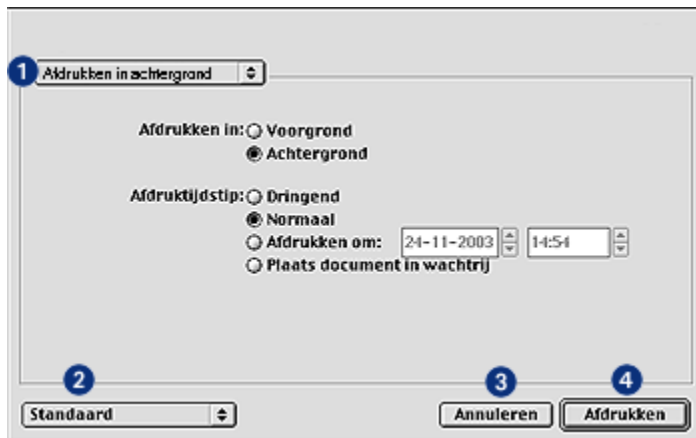 1 Afdrukken in achtergrond
Afdrukken in: Voorgrond
Achtergrond
Afdruktijdstip: Dringend
Normaal
Afdrukken om: 24-11-2003 14:54
Plaats document in wachtrij
2 3 4
Standaard Annuleren Afdrukken